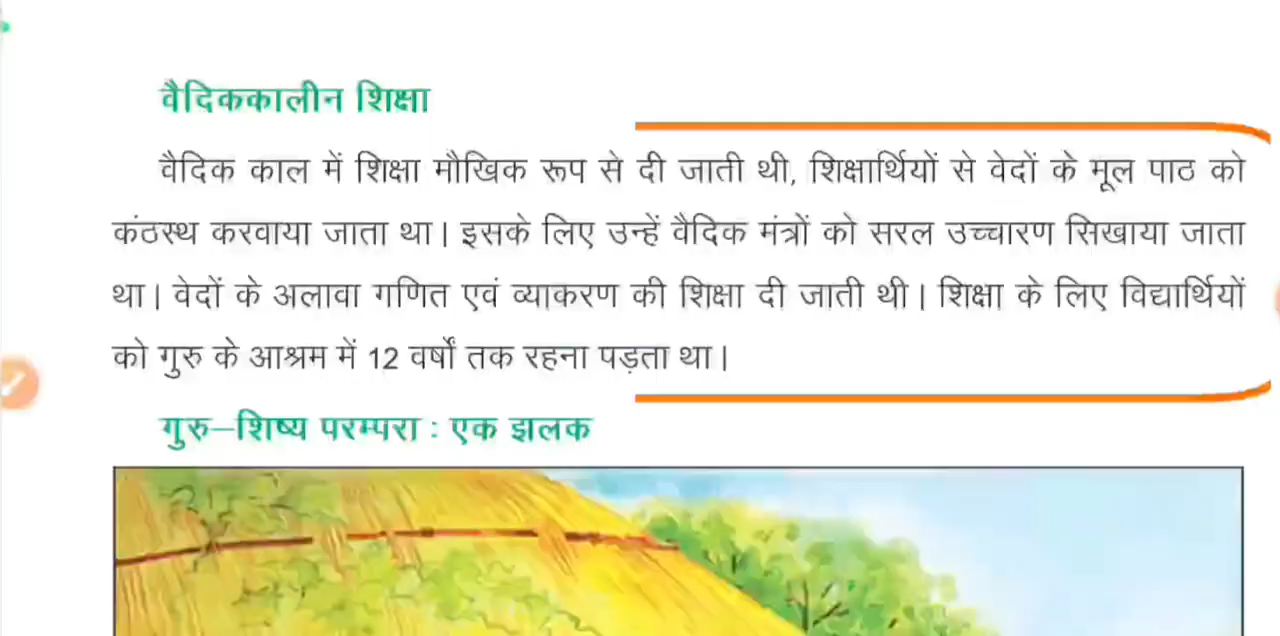 वैदिककालीन शिक्षा
वैदिक काल में शिक्षा मौखिक रूप से दी जाती थी, शिक्षार्थियों से वेदों के मूल पाठ को
कंठस्थ करवाया जाता था। इसके लिए उन्हें वैदिक मंत्रों को सरल उच्चारण सिखाया जाता
था। वेदों के अलावा गणित एवं व्याकरण की शिक्षा दी जाती थी। शिक्षा के लिए विद्यार्थियों
को गुरु के आश्रम में 12 वर्षों तक रहना पड़ता था।
गुरु–शिष्य परम्परा : एक झलक